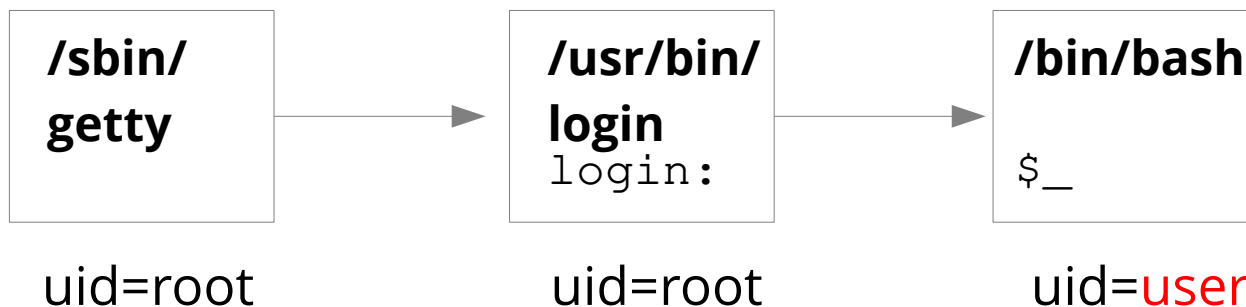 /sbin/
getty
/usr/bin/
login
login:
/bin/bash
$_
uid=root
uid=root
uid=user